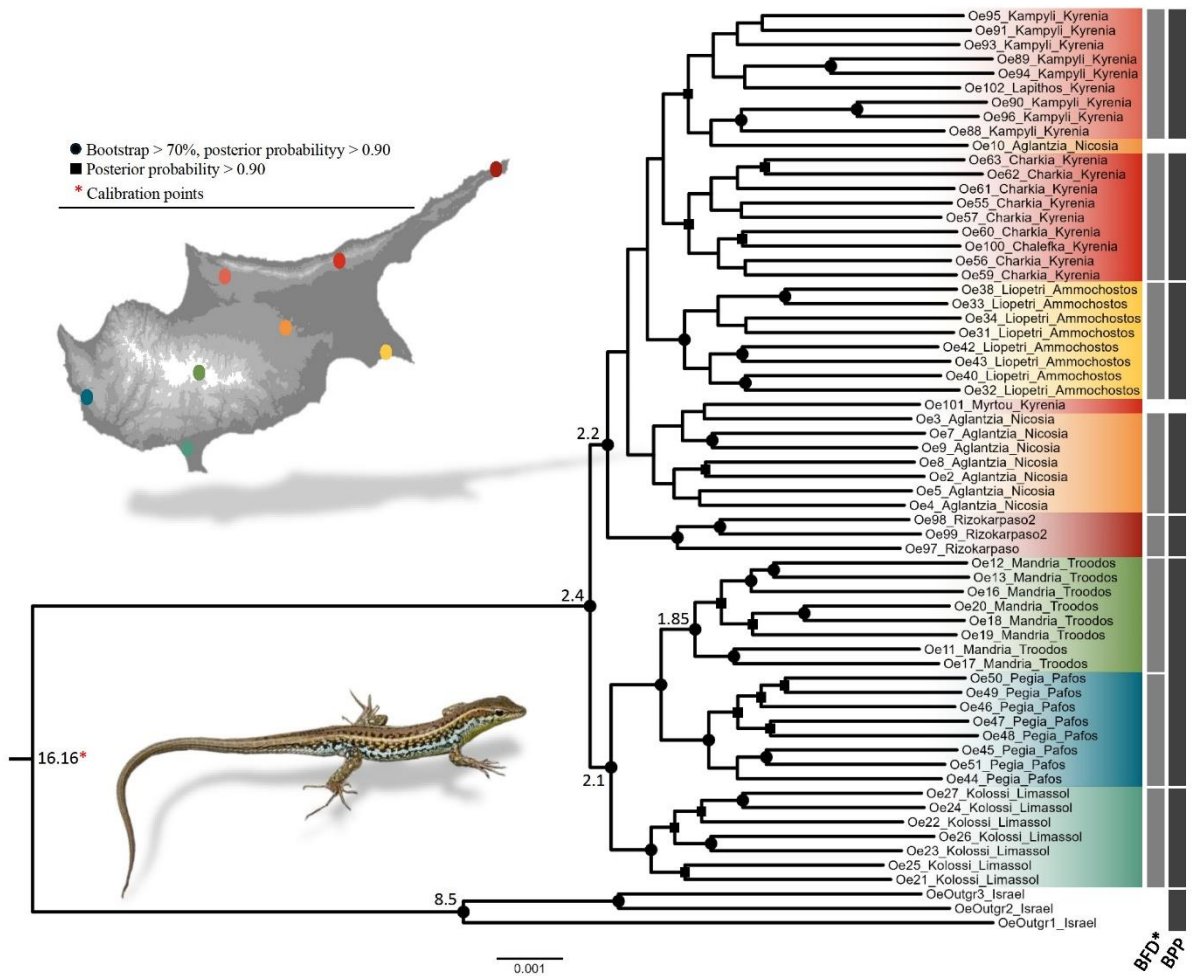 Bootstrap > 70%, posterior probabilityy > 0.90
Posterior probability > 0.90
* Calibration points
Oe95_Kampyli_Kyrenia
Oe91_Kampyli_Kyrenia
Oe93_Kampyli_Kyrenia
Oe89_Kampyli_Kyrenia
Oe94_Kampyli_Kyrenia
Oe102_Lapithos_Kyrenia
Oe90_Kampyli_Kyrenia
Oe96_Kampyli_Kyrenia
Oe88_Kampyli_Kyrenia
Oe10_Aglantzia_Nicosia
Oe63_Charkia_Kyrenia
Oe62_Charkia_Kyrenia
Oe61_Charkia_Kyrenia
Oe55_Charkia_Kyrenia
Oe57_Charkia_Kyrenia
Oe60_Charkia_Kyrenia
Oe100_Chalefka_Kyrenia
Oe56_Charkia_Kyrenia
Oe59_Charkia_Kyrenia
Oe38_Liopetri_Ammochostos
Oe33_Liopetri_Ammochostos
Oe34_Liopetri_Ammochostos
Oe31_Liopetri_Ammochostos
Oe42_Liopetri_Ammochostos
Oe43_Liopetri_Ammochostos
Oe40_Liopetri_Ammochostos
Oe32_Liopetri_Ammochostos
Oe101_Myrtou_Kyrenia
Oe3_Aglantzia_Nicosia
Oe7_Aglantzia_Nicosia
Oe9_Aglantzia_Nicosia
Oe8_Aglantzia_Nicosia
Oe2_Aglantzia_Nicosia
Oe5_Aglantzia_Nicosia
Oe4_Aglantzia_Nicosia
Oe98_Rizokarpaso2
Oe99_Rizokarpaso2
Oe97_Rizokarpaso
Oe12_Mandria_Troodos
Oe13_Mandria_Troodos
Oe16_Mandria_Troodos
Oe20_Mandria_Troodos
Oe18_Mandria_Troodos
Oe19_Mandria_Troodos
Oe11_Mandria_Troodos
Oe17_Mandria_Troodos
Oe50_Pegia_Pafos
Oe49_Pegia_Pafos
Oe46_Pegia_Pafos
Oe47_Pegia_Pafos
Oe48_Pegia_Pafos
Oe45_Pegia_Pafos
Oe51_Pegia_Pafos
Oe44_Pegia_Pafos
Oe27_Kolossi_Limassol
Oe24_Kolossi_Limassol
Oe22_Kolossi_Limassol
Oe26_Kolossi_Limassol
Oe23_Kolossi_Limassol
Oe25_Kolossi_Limassol
Oe21_Kolossi_Limassol
OeOutgr3_Israel
OeOutgr2_Israel
OeOutgr1_Israel
2.2
2.4
1.85
16.16*
2.1
8.5
0.001
BFD*
BPP